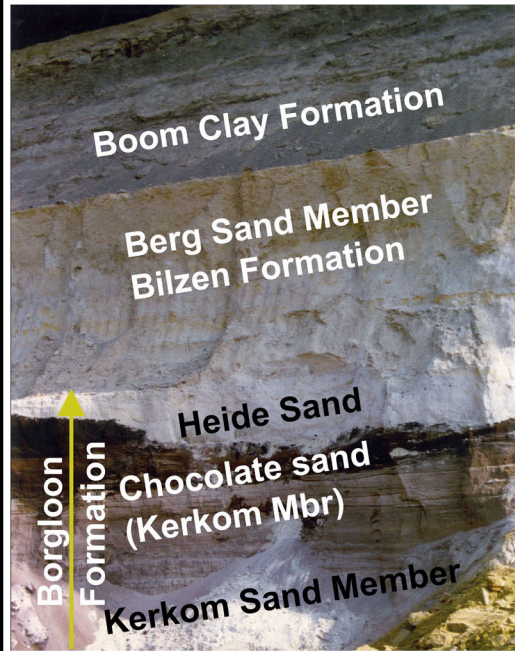 Boom Clay Formation
Berg Sand Member
Bilzen Formation
Heide Sand
Chocolate sand
(Kerkom Mbr)
Kerkom Sand Member
Borgloon
Formation